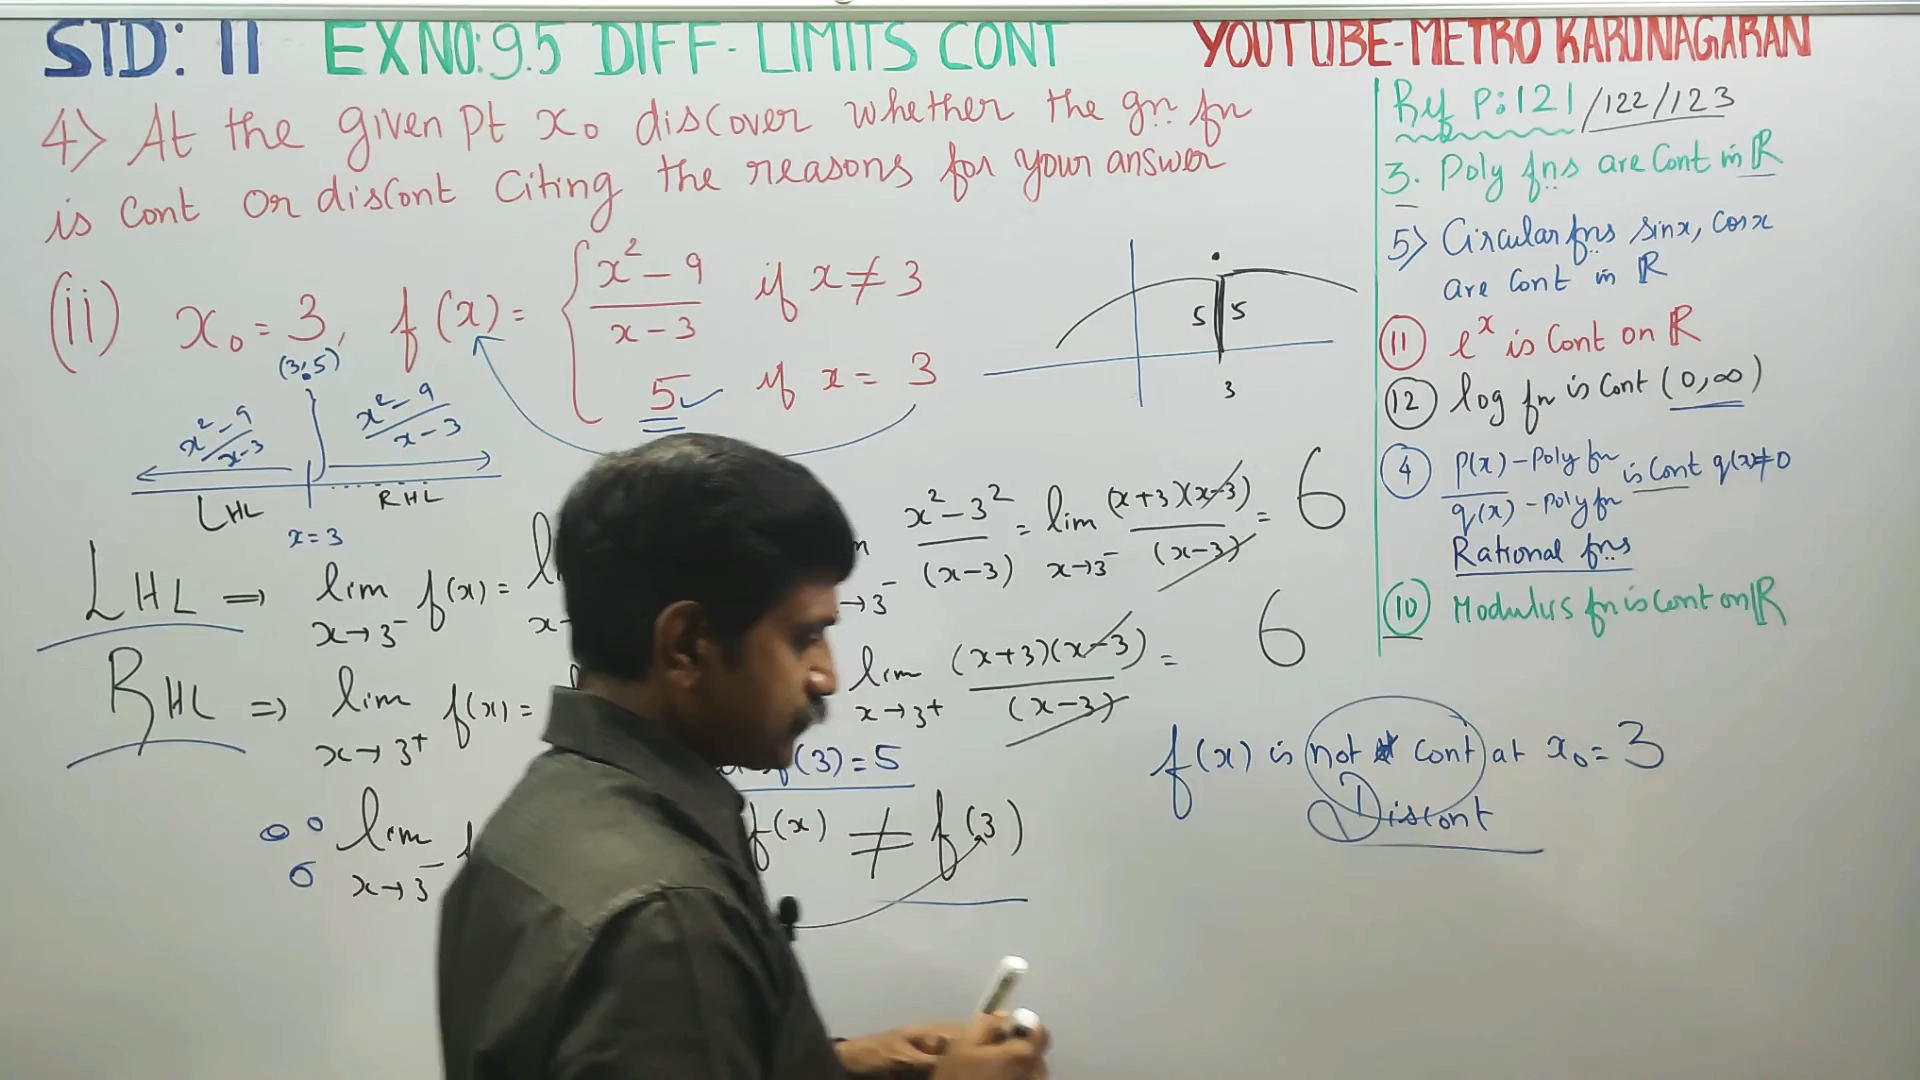 STD: 11 EX NO: 9.5 DIFF- LIMITS CONT YOUTUBE-METRO KARUNAGARAN
4> At the given Pt x₀ discover whether the gn fn
is cont or discont citing the reasons for your answer
(ii) x₀ = 3, f(x) = { x² - 9 / x - 3 if x ≠ 3
5 if x = 3
(3,5)
x² - 9 / x - 3
x² - 9 / x - 3
LHL RHL
x = 3
5 5
3
LHL ⇒ lim x→3⁻ f(x) = x² - 3² / (x - 3) = lim x→3⁻ (x+3)(x-3) / (x-3) = 6
RHL ⇒ lim x→3⁺ f(x) = lim x→3⁺ (x+3)(x-3) / (x-3) = 6
f(3) = 5
∴ lim x→3⁻ f(x) ≠ f(3)
f(x) is not cont at x₀ = 3
Discont
Ref P: 121 /122/123
3. Poly fns are cont in ℝ
5> Circular fns sinx, cosx
are cont in ℝ
11 eˣ is cont on ℝ
12 log fn is cont (0,∞)
4 p(x) - Poly fn / q(x) - Poly fn is cont q(x)≠0
Rational fns
10 Modulus fn is cont on ℝ